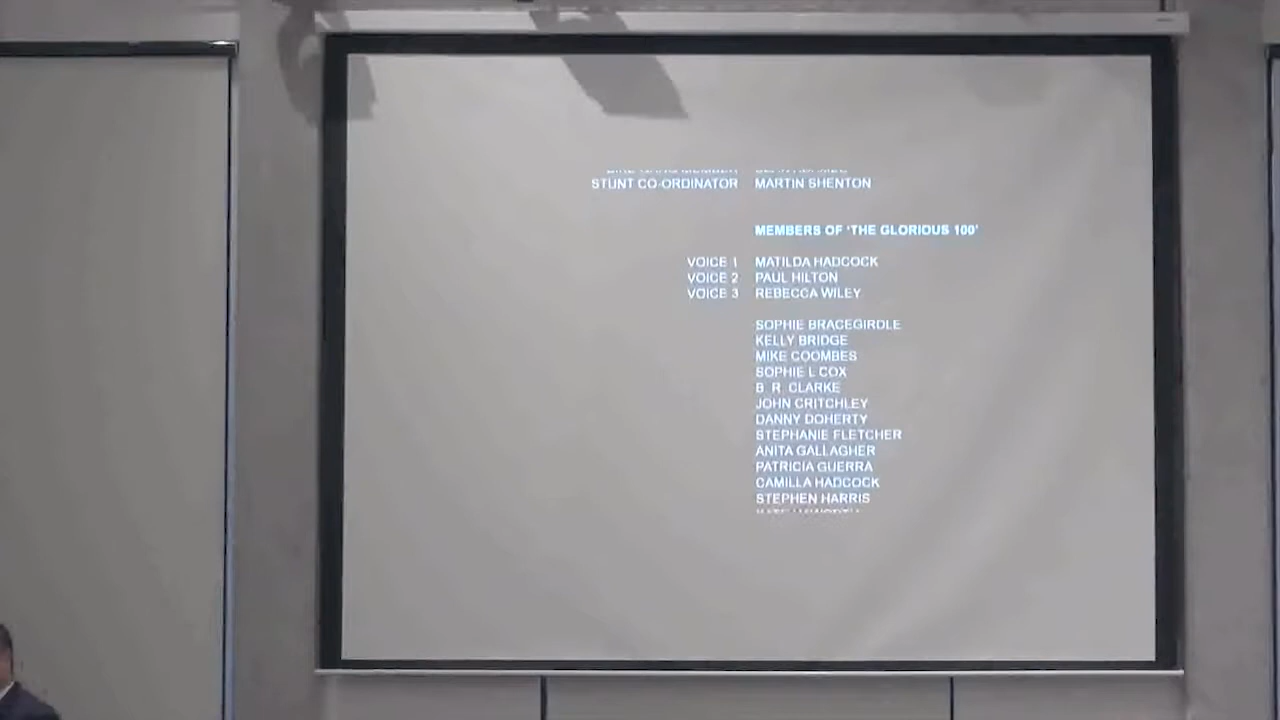 STUNT CO-ORDINATOR MARTIN SHENTON
MEMBERS OF 'THE GLORIOUS 100'
VOICE 1 MATILDA HADCOCK
VOICE 2 PAUL HILTON
VOICE 3 REBECCA WILEY
SOPHIE BRACEGIRDLE
KELLY BRIDGE
MIKE COOMBES
SOPHIE L COX
B. R. CLARKE
JOHN CRITCHLEY
DANNY DOHERTY
STEPHANIE FLETCHER
ANITA GALLAGHER
PATRICIA GUERRA
CAMILLA HADCOCK
STEPHEN HARRIS